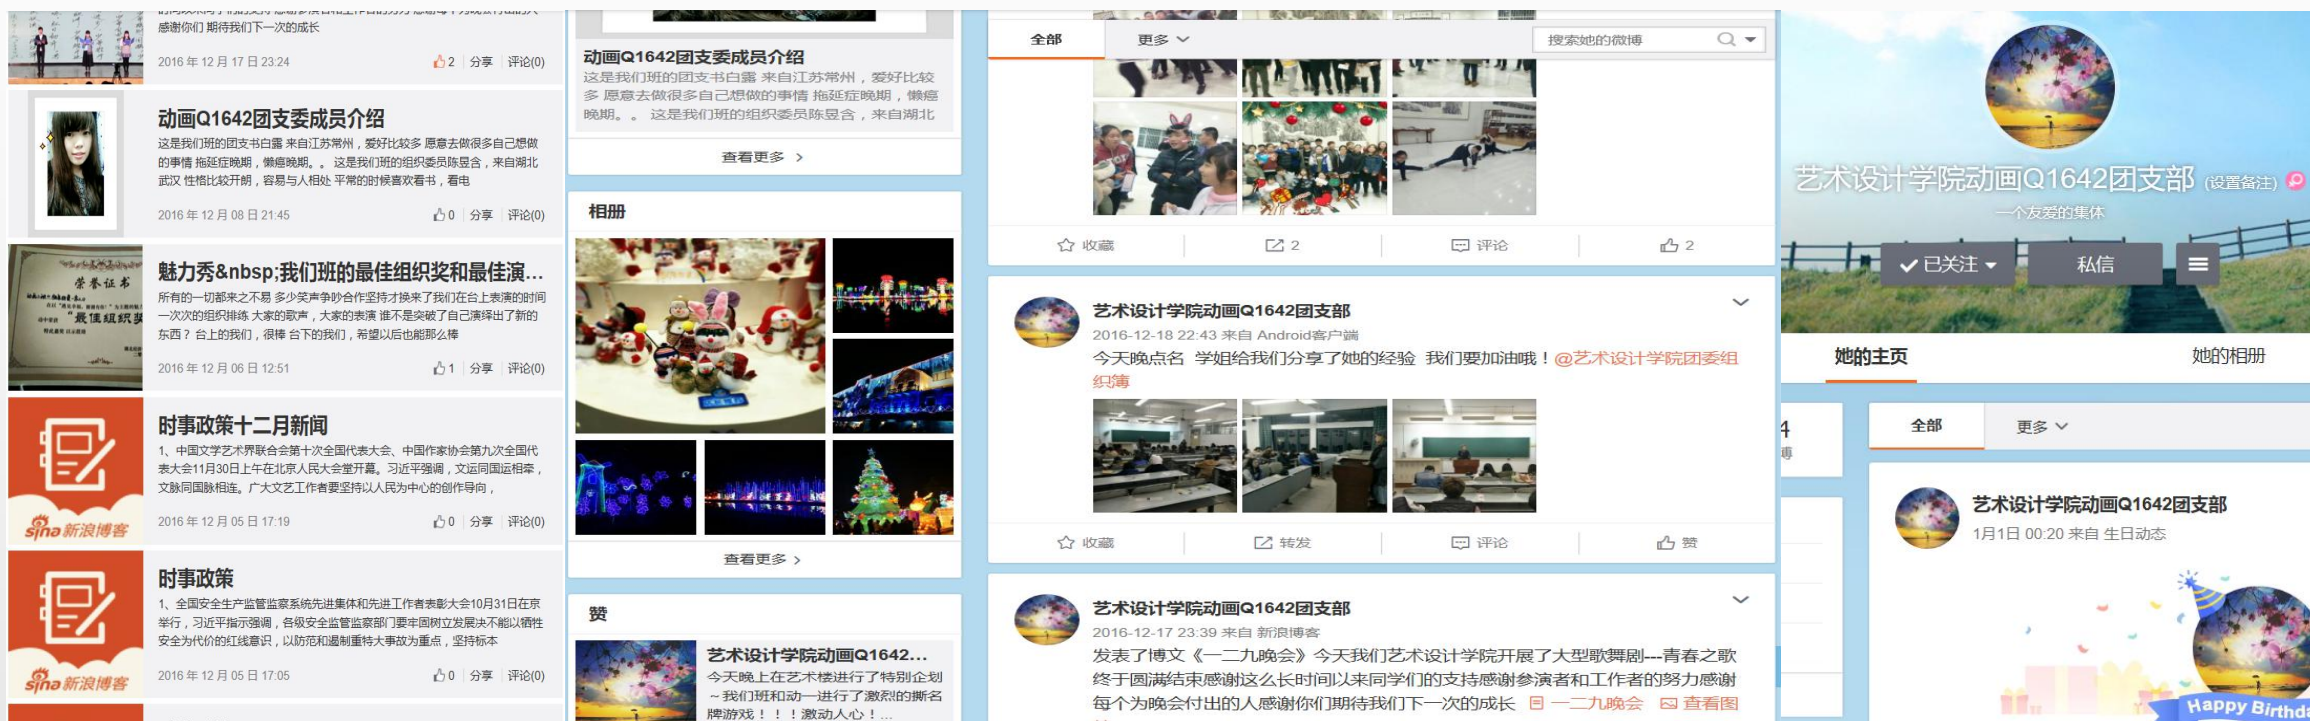 感谢你们 期待我们下一次的成长
2016 年 12 月 17 日 23:24
2
分享
评论(0)
动画Q1642团支委成员介绍
这是我们班的团支书白露 来自江苏常州，爱好比较多 愿意去做很多自己想做
的事情 拖延症晚期，懒癌晚期。。 这是我们班的组织委员陈昱含，来自湖北
武汉 性格比较开朗，容易与人相处 平常的时候喜欢看书，看电
2016 年 12 月 08 日 21:45
0
分享
评论(0)
荣誉证书
"最佳组织奖
魅力秀&nbsp;我们班的最佳组织奖和最佳演...
所有的一切都来之不易 多少笑声争吵合作坚持才换来了我们在台上表演的时间
一次次的组织排练 大家的歌声，大家的表演 谁不是突破了自己演绎出了新的
东西？ 台上的我们，很棒 台下的我们，希望以后也能那么棒
2016 年 12 月 06 日 12:51
1
分享
评论(0)
时事政策十二月新闻
1、中国文学艺术界联合会第十次全国代表大会、中国作家协会第九次全国代
表大会11月30日上午在北京人民大会堂开幕。习近平强调，文运同国运相牵，
文脉同国脉相连。广大文艺工作者要坚持以人民为中心的创作导向，
sina 新浪博客
2016 年 12 月 05 日 17:19
0
分享
评论(0)
时事政策
1、全国安全生产监管监察系统先进集体和先进工作者表彰大会10月31日在京
举行，习近平指示强调，各级安全监管监察部门要牢固树立发展决不能以牺牲
安全为代价的红线意识，以防范和遏制重特大事故为重点，坚持标本
sina 新浪博客
2016 年 12 月 05 日 17:05
0
分享
评论(0)
动画Q1642团支委成员介绍
这是我们班的团支书白露 来自江苏常州，爱好比较
多 愿意去做很多自己想做的事情 拖延症晚期，懒癌
晚期。。 这是我们班的组织委员陈昱含，来自湖北
查看更多 >
相册
查看更多 >
赞
艺术设计学院动画Q1642...
今天晚上在艺术楼进行了特别企划
～我们班和动一进行了激烈的撕名
牌游戏！！！激动人心！...
全部
更多
搜索她的微博
收藏
2
评论
2
艺术设计学院动画Q1642团支部
2016-12-18 22:43 来自 Android客户端
今天晚点名 学姐给我们分享了她的经验 我们要加油哦！@艺术设计学院团委组
织薄
收藏
转发
评论
赞
艺术设计学院动画Q1642团支部
2016-12-17 23:39 来自 新浪博客
发表了博文《一二九晚会》今天我们艺术设计学院开展了大型歌舞剧---青春之歌
终于圆满结束感谢这么长时间以来同学们的支持感谢参演者和工作者的努力感谢
每个为晚会付出的人感谢你们期待我们下一次的成长 一二九晚会 查看图
艺术设计学院动画Q1642团支部 (设置备注)
一个友爱的集体
已关注
私信
她的主页
她的相册
4
博
全部
更多
艺术设计学院动画Q1642团支部
1月1日 00:20 来自 生日动态
Happy Birthda